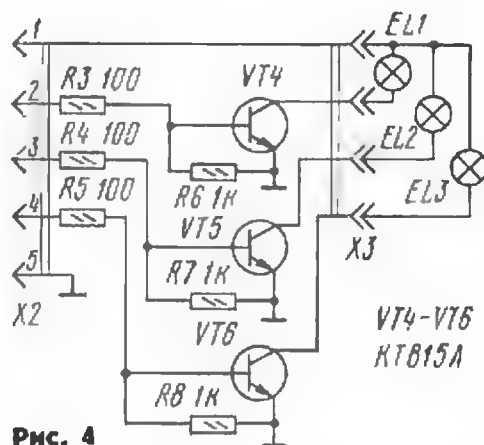 1
EL1
R3 100
VT4
2
R4 100
3
EL2
R5 100
R6 1к
4
VT5
EL3
5
R7 1к
X3
X2
VT6
VT4-VT6
КТ815А
R8 1к
Рис. 4